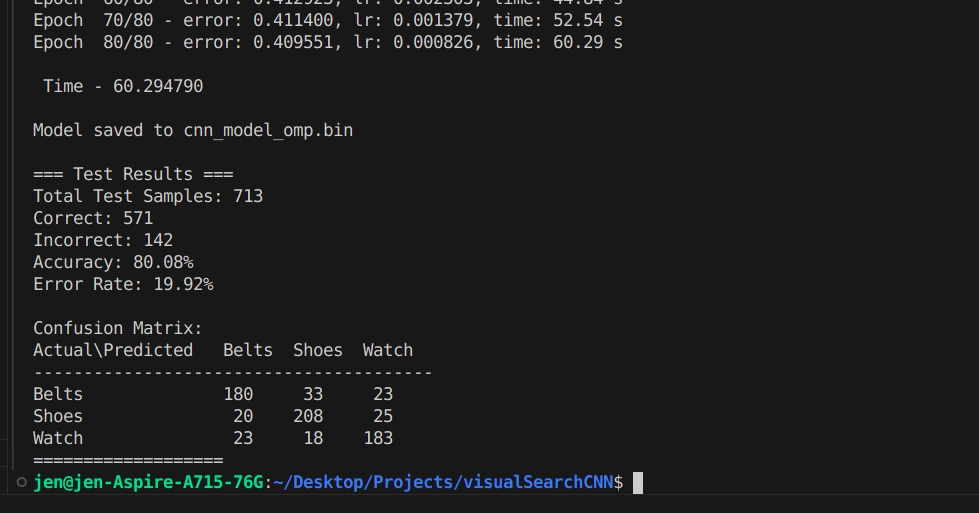 Epoch  60/80 - error: 0.412323, lr: 0.002303, time: 44.84 s
Epoch  70/80 - error: 0.411400, lr: 0.001379, time: 52.54 s
Epoch  80/80 - error: 0.409551, lr: 0.000826, time: 60.29 s
 Time - 60.294790
Model saved to cnn_model_omp.bin
=== Test Results ===
Total Test Samples: 713
Correct: 571
Incorrect: 142
Accuracy: 80.08%
Error Rate: 19.92%
Confusion Matrix:
Actual\Predicted   Belts  Shoes  Watch
----------------------------------------
Belts              180     33     23
Shoes               20    208     25
Watch               23     18    183
===================
jen@jen-Aspire-A715-76G:~/Desktop/Projects/visualSearchCNN$